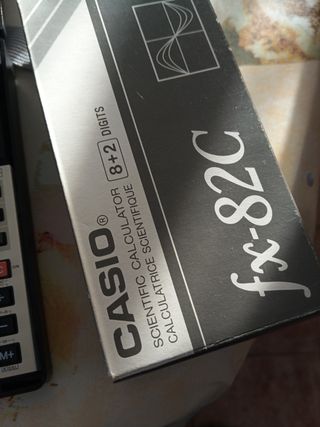 CASIO®
SCIENTIFIC CALCULATOR
CALCULATRICE SCIENTIFIQUE
8+2 DIGITS
fx-82C
+
−
M+